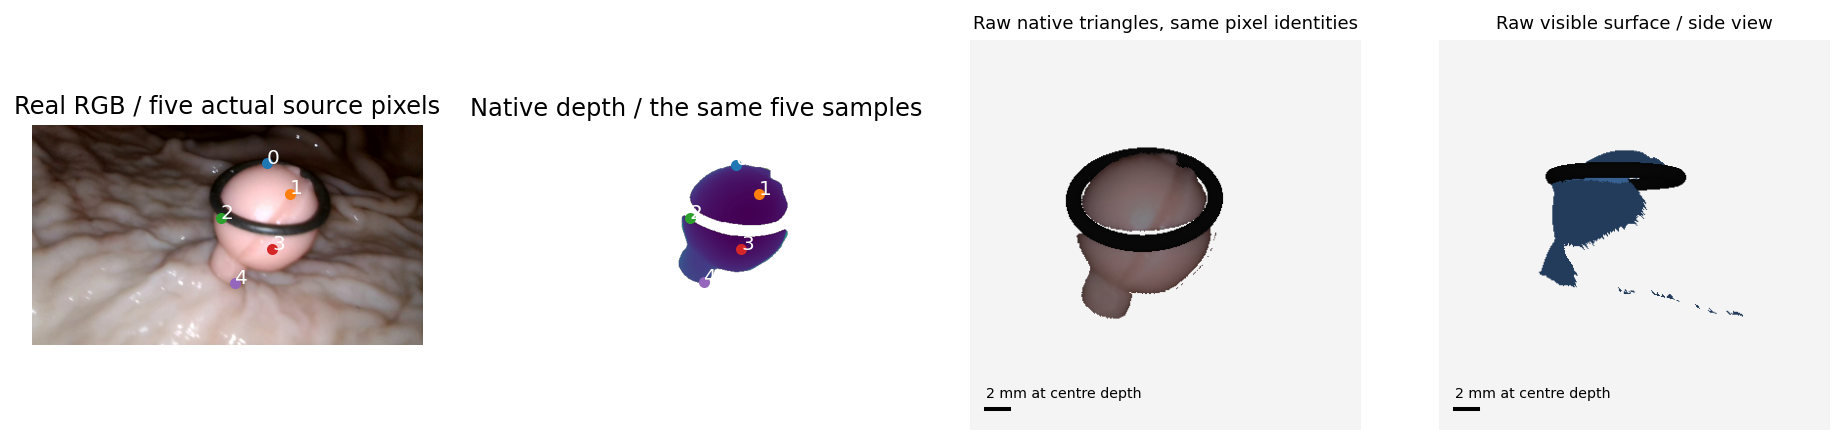 Real RGB / five actual source pixels
Native depth / the same five samples
Raw native triangles, same pixel identities
Raw visible surface / side view
0
1
2
3
4
1
2
3
4
2 mm at centre depth
2 mm at centre depth